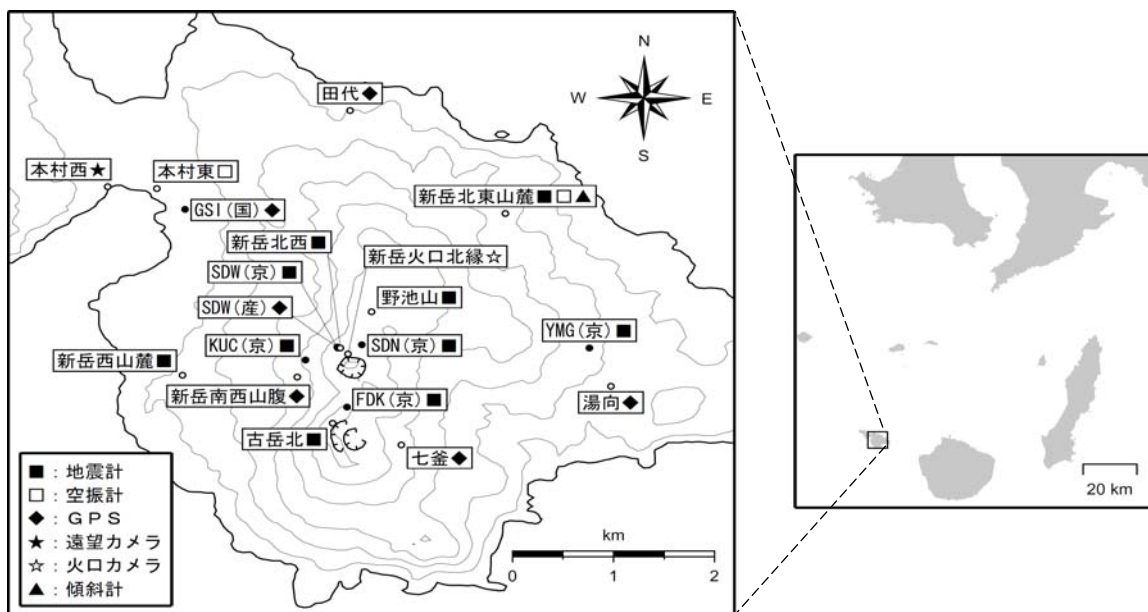 N
W E
S
田代◆
本村西★
本村東□
GSI(国)◆
新岳北東山麓■□▲
新岳北西■
新岳火口北縁☆
SDW(京)■
野池山■
SDW(産)◆
YMG(京)■
KUC(京)■
SDN(京)■
新岳西山麓■
新岳南西山腹◆
FDK(京)■
湯向◆
古岳北■
七釜◆
■：地震計
□：空振計
◆：ＧＰＳ
★：遠望カメラ
☆：火口カメラ
▲：傾斜計
km
0 1 2
20 km